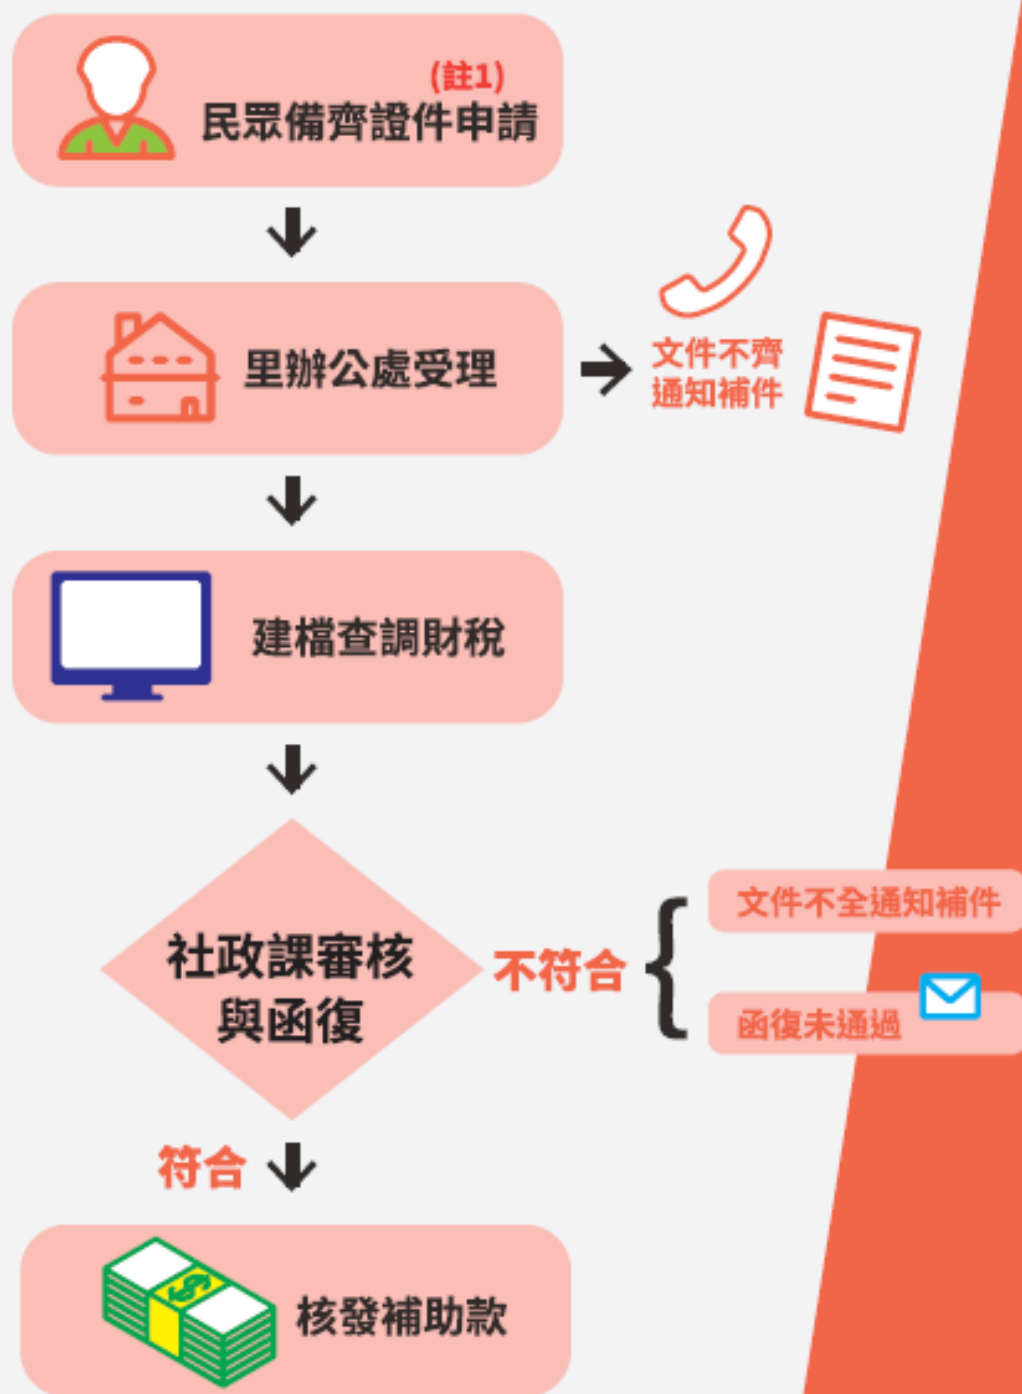 (註1)
民眾備齊證件申請
里辦公處受理
文件不齊
通知補件
建檔查調財稅
社政課審核
與函復
不符合
文件不全通知補件
函復未通過
符合
$
核發補助款